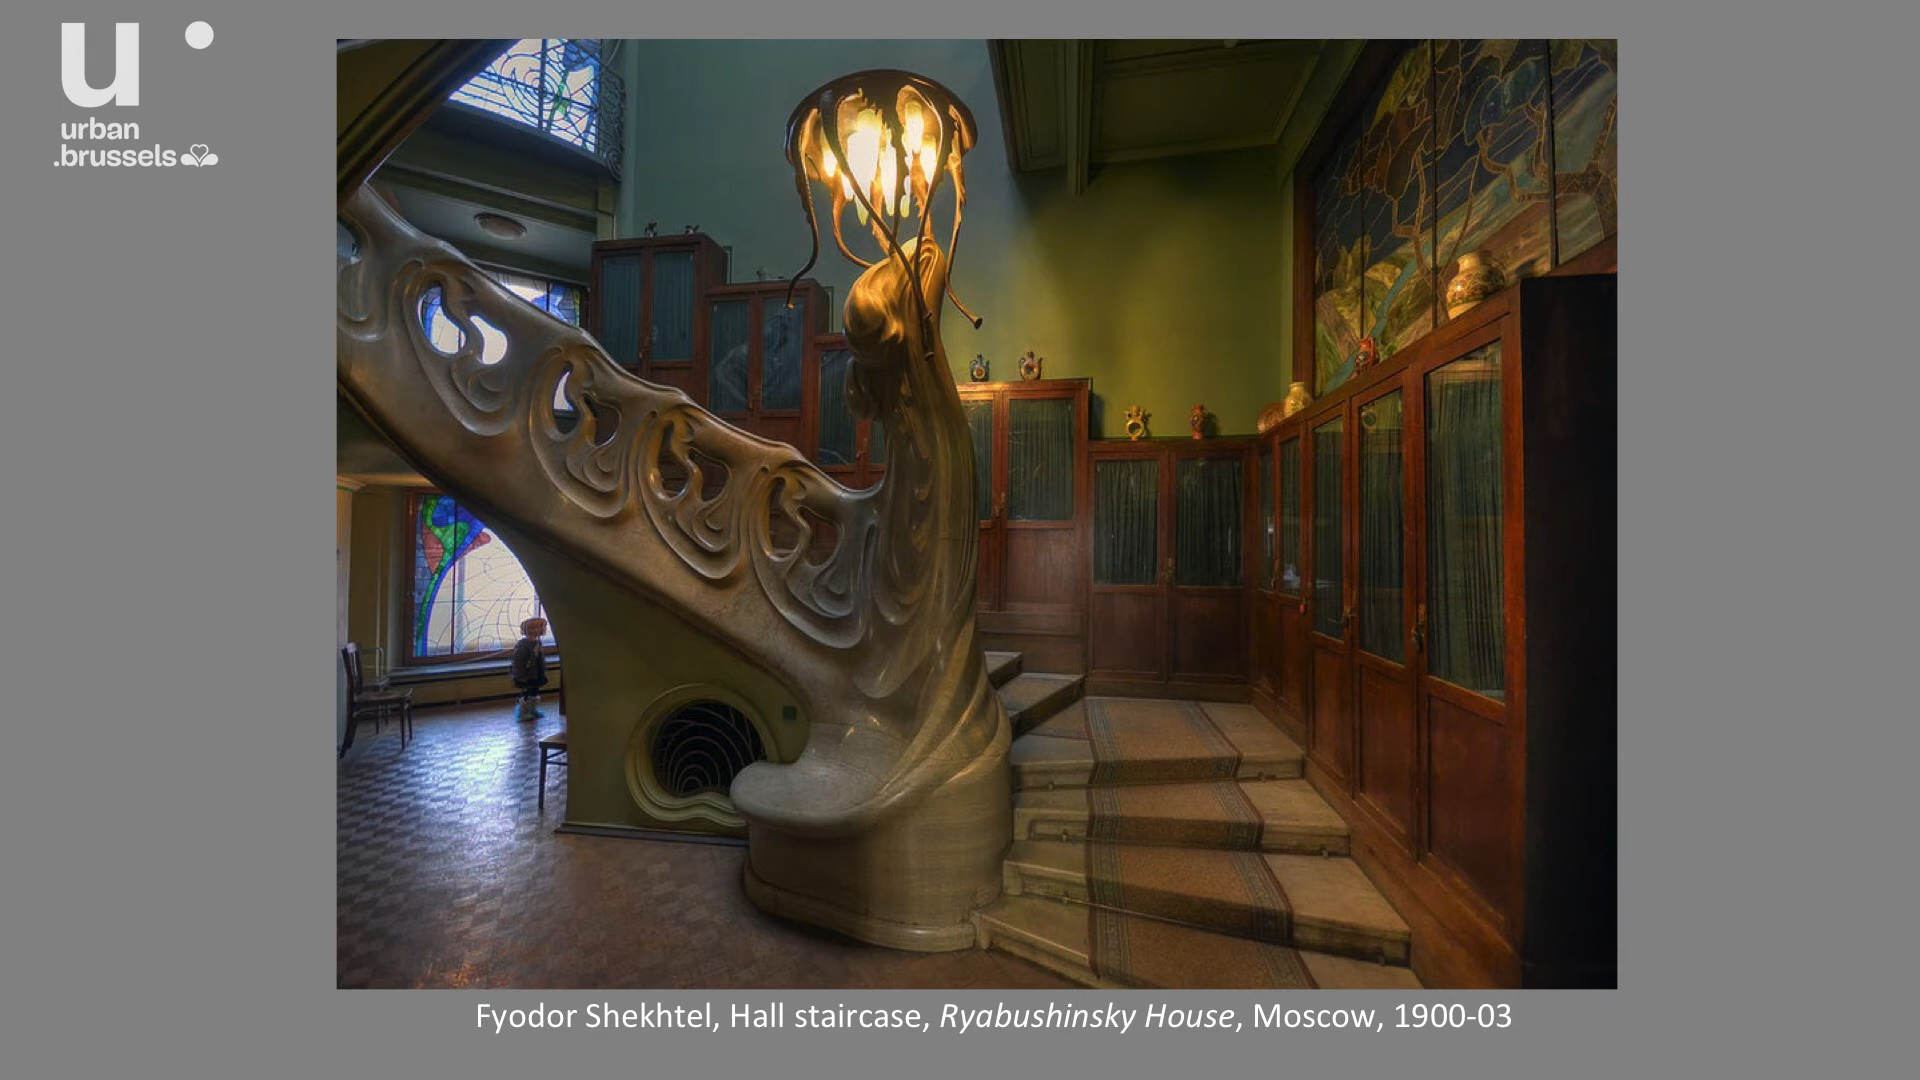 u
urban
.brussels
Fyodor Shekhtel, Hall staircase, Ryabushinsky House, Moscow, 1900-03